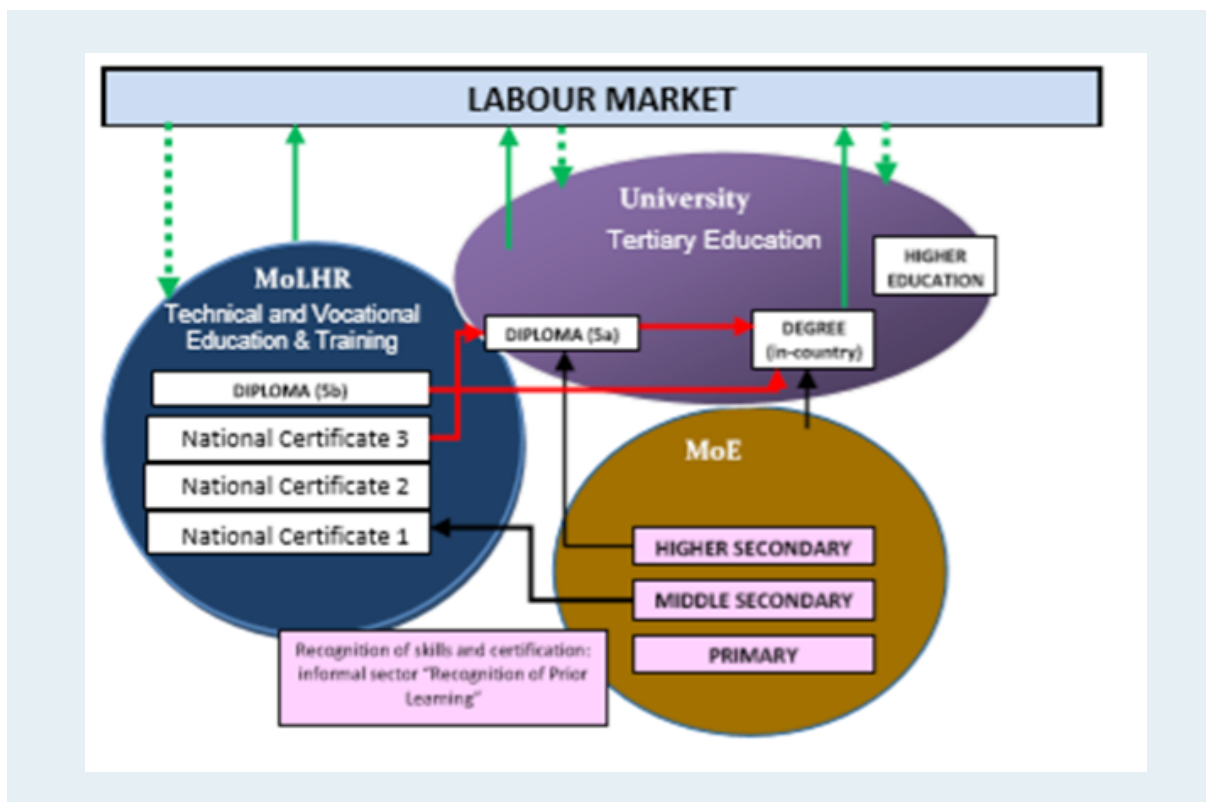 LABOUR MARKET
University
Tertiary Education
HIGHER
EDUCATION
MoLHR
Technical and Vocational
Education & Training
DIPLOMA (5a)
DEGREE
(in-country)
DIPLOMA (5b)
National Certificate 3
National Certificate 2
National Certificate 1
MoE
HIGHER SECONDARY
MIDDLE SECONDARY
PRIMARY
Recognition of skills and certification:
informal sector "Recognition of Prior
Learning"